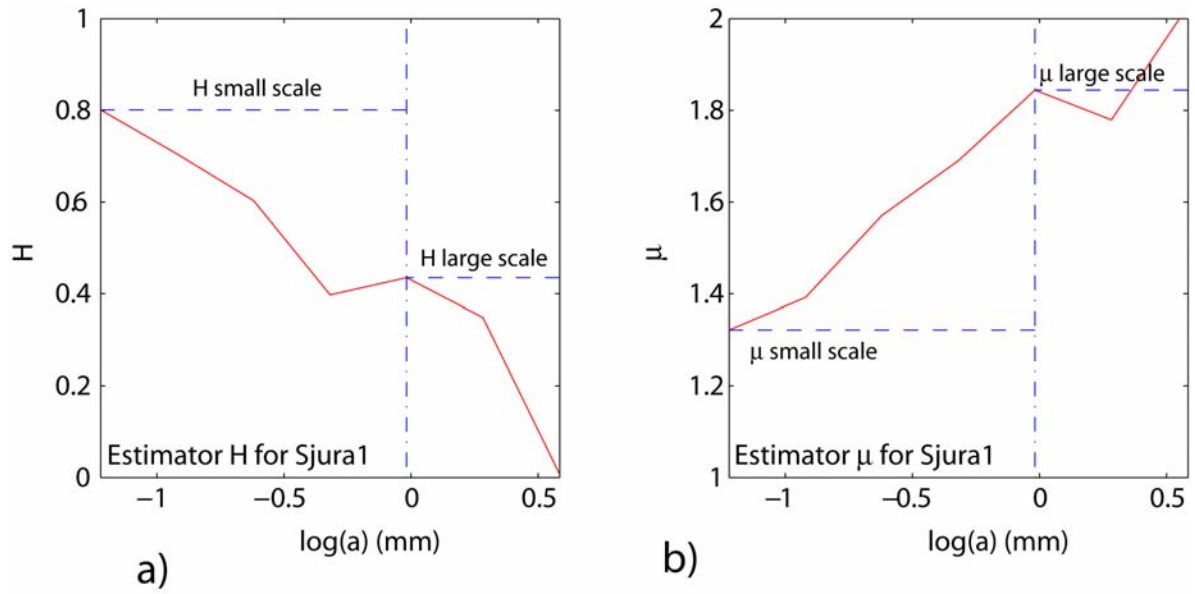 1
0.8
0.6
0.4
0.2
0
H
H small scale
H large scale
Estimator H for Sjura1
−1
−0.5
0
0.5
log(a) (mm)
a)
2
1.8
1.6
1.4
1.2
1
μ
μ large scale
μ small scale
Estimator μ for Sjura1
−1
−0.5
0
0.5
log(a) (mm)
b)